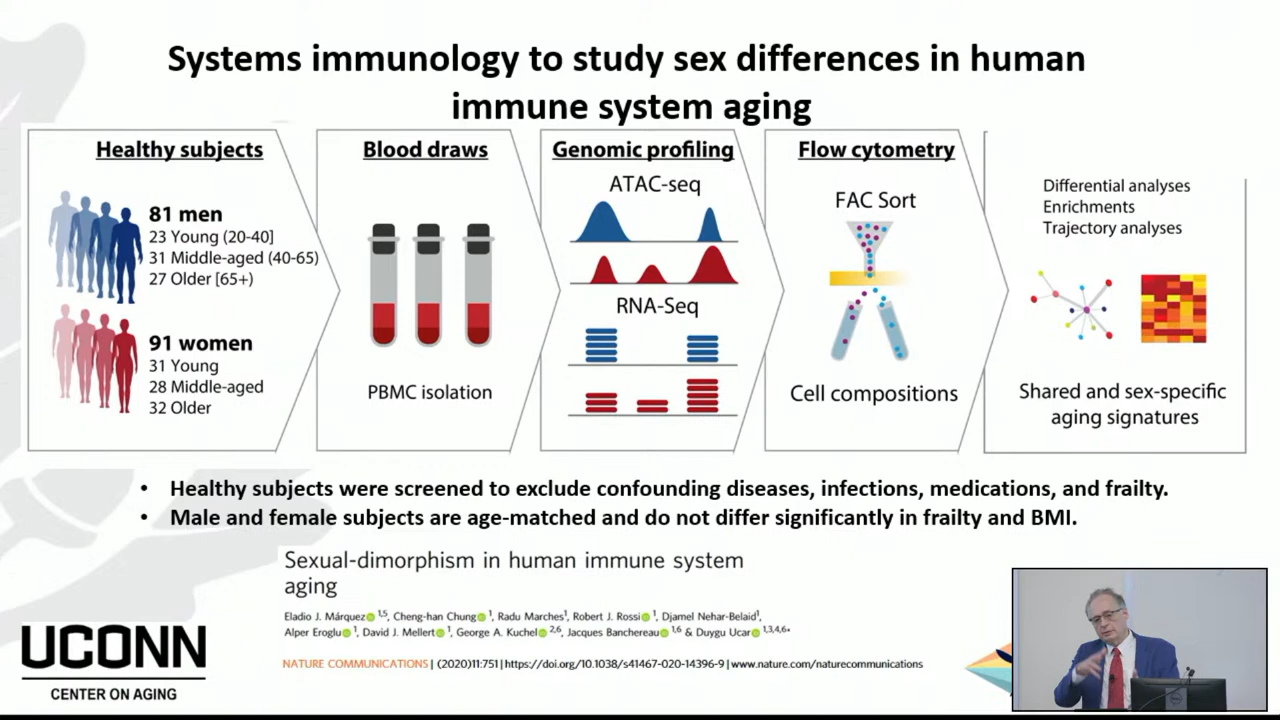 Systems immunology to study sex differences in human
immune system aging
Healthy subjects
81 men
23 Young (20-40]
31 Middle-aged (40-65)
27 Older [65+)
91 women
31 Young
28 Middle-aged
32 Older
Blood draws
PBMC isolation
Genomic profiling
ATAC-seq
RNA-Seq
Flow cytometry
FAC Sort
Cell compositions
Differential analyses
Enrichments
Trajectory analyses
Shared and sex-specific
aging signatures
• Healthy subjects were screened to exclude confounding diseases, infections, medications, and frailty.
• Male and female subjects are age-matched and do not differ significantly in frailty and BMI.
Sexual-dimorphism in human immune system
aging
Eladio J. Márquez 1,5, Cheng-han Chung 1, Radu Marches1, Robert J. Rossi 1, Djamel Nehar-Belaid1,
Alper Eroglu 1, David J. Mellert 1, George A. Kuchel 2,6, Jacques Banchereau 1,6 & Duygu Ucar 1,3,4,6*
NATURE COMMUNICATIONS | (2020)11:751 | https://doi.org/10.1038/s41467-020-14396-9 | www.nature.com/naturecommunications
UCONN
CENTER ON AGING